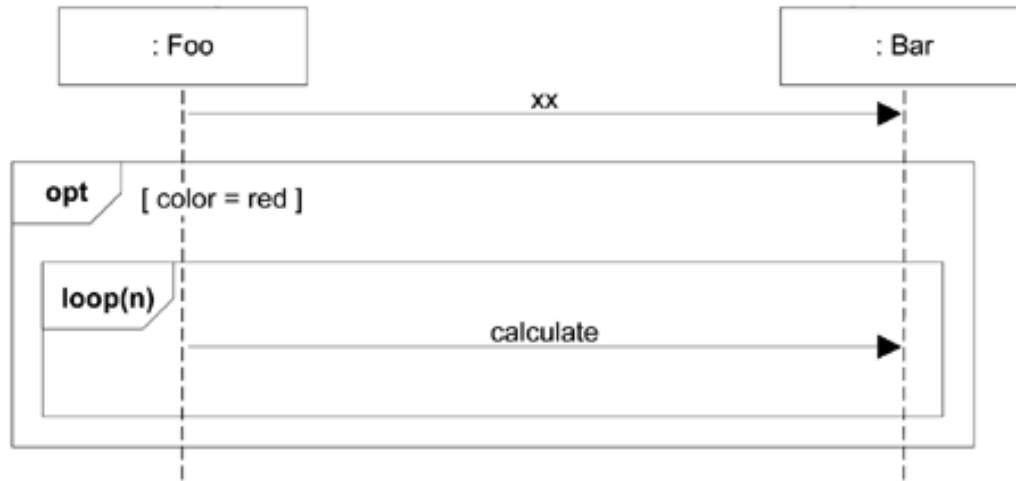 : Foo
: Bar
xx
opt
[ color = red ]
loop(n)
calculate